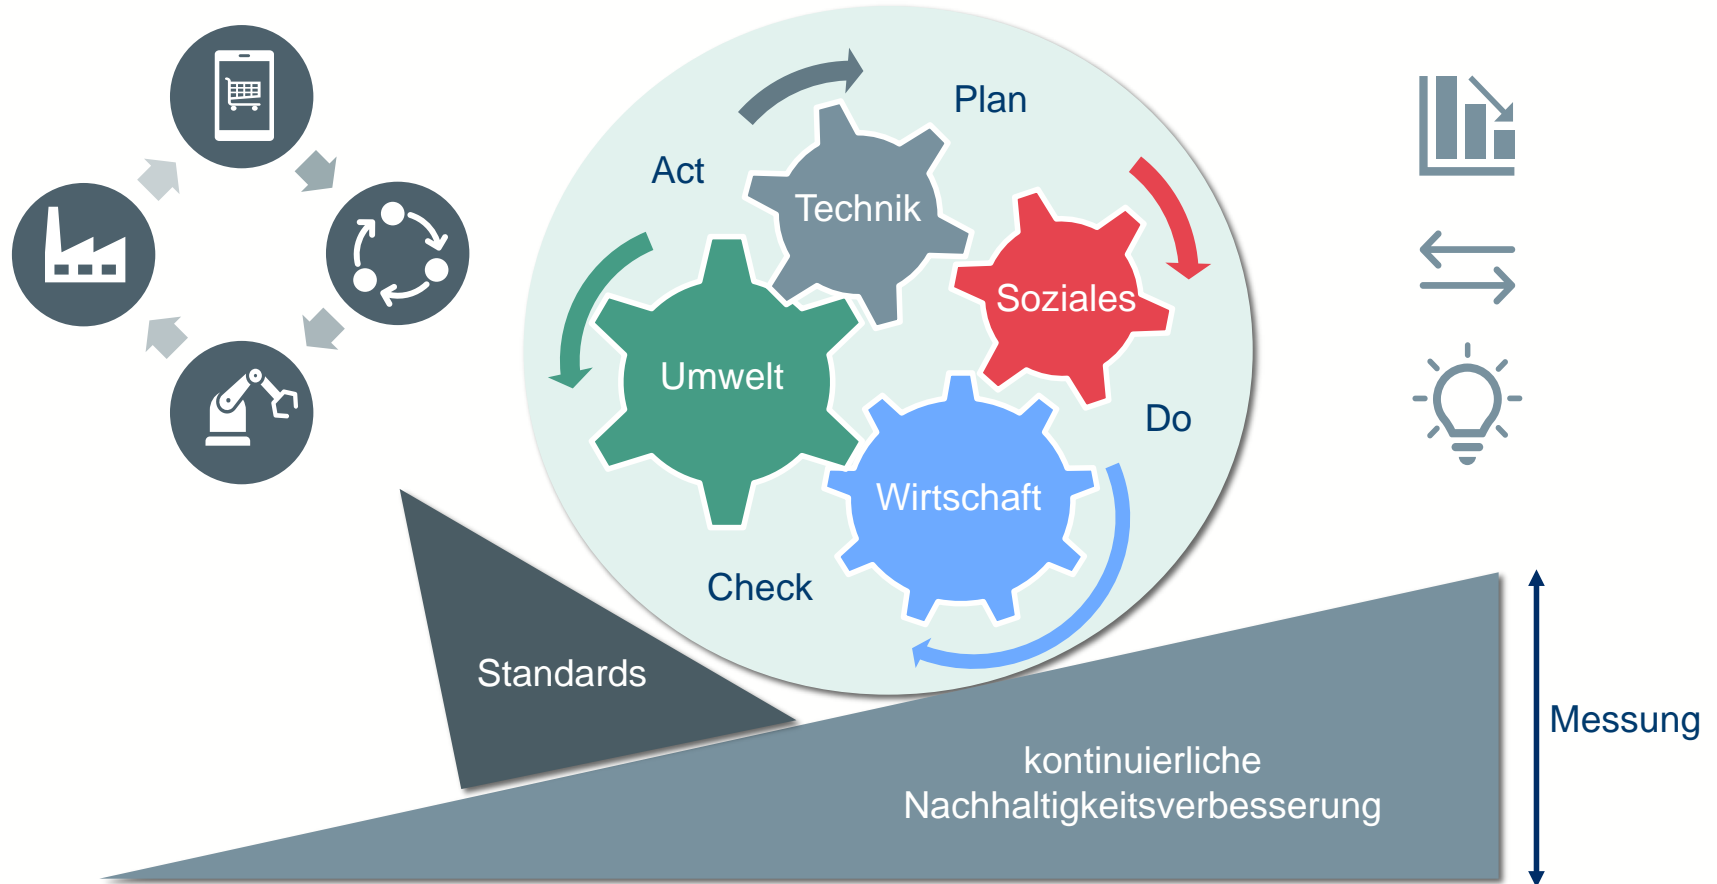 Plan
Act
Technik
Soziales
Umwelt
Do
Wirtschaft
Check
Standards
Messung
kontinuierliche
Nachhaltigkeitsverbesserung